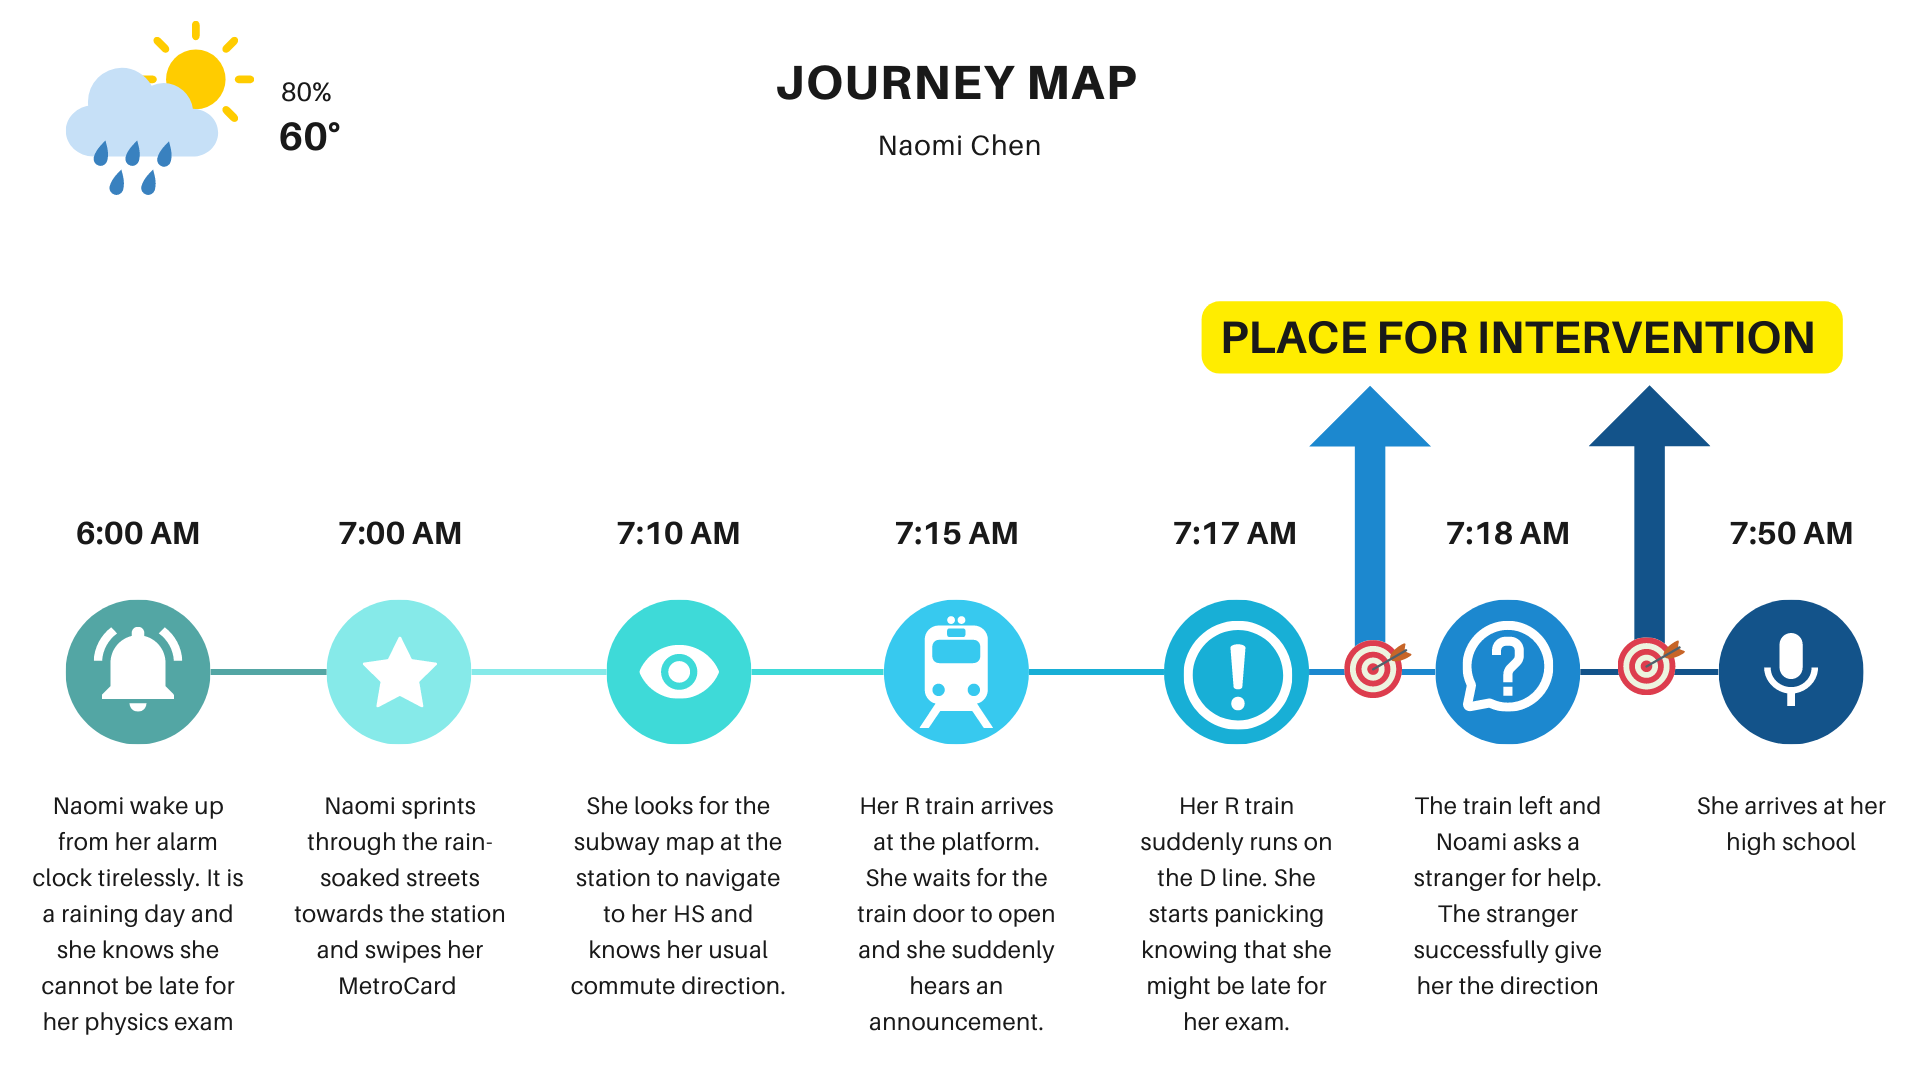 80%
60°
JOURNEY MAP
Naomi Chen
PLACE FOR INTERVENTION
6:00 AM
7:00 AM
7:10 AM
7:15 AM
7:17 AM
7:18 AM
7:50 AM
Naomi wake up
from her alarm
clock tirelessly. It is
a raining day and
she knows she
cannot be late for
her physics exam
Naomi sprints
through the rain-
soaked streets
towards the station
and swipes her
MetroCard
She looks for the
subway map at the
station to navigate
to her HS and
knows her usual
commute direction.
Her R train arrives
at the platform.
She waits for the
train door to open
and she suddenly
hears an
announcement.
Her R train
suddenly runs on
the D line. She
starts panicking
knowing that she
might be late for
her exam.
The train left and
Noami asks a
stranger for help.
The stranger
successfully give
her the direction
She arrives at her
high school